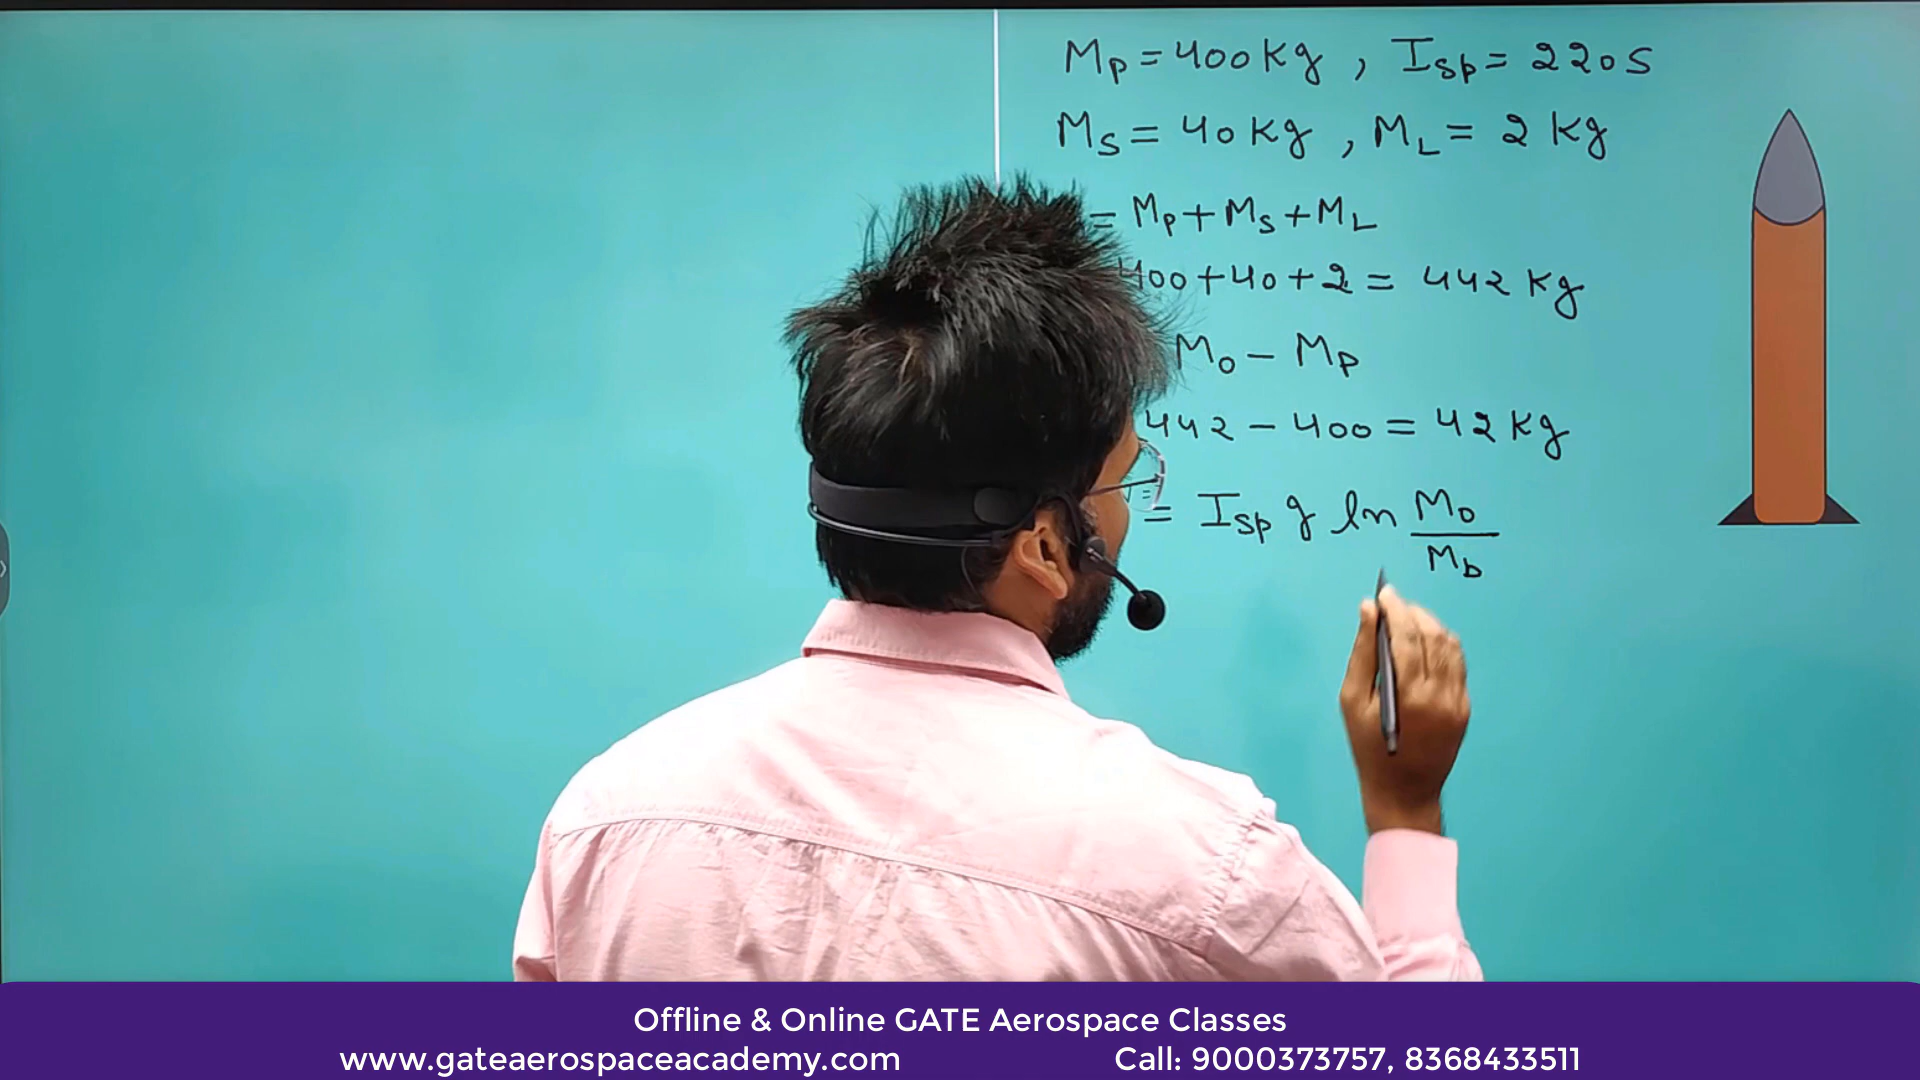 Mp = 400 Kg , Isp = 220 S
Ms = 40 Kg , ML = 2 Kg
= Mp + Ms + ML
400 + 40 + 2 = 442 Kg
Mo - Mp
442 - 400 = 42 Kg
= Isp g ln Mo/Mb
Offline & Online GATE Aerospace Classes
www.gateaerospaceacademy.com
Call: 9000373757, 8368433511